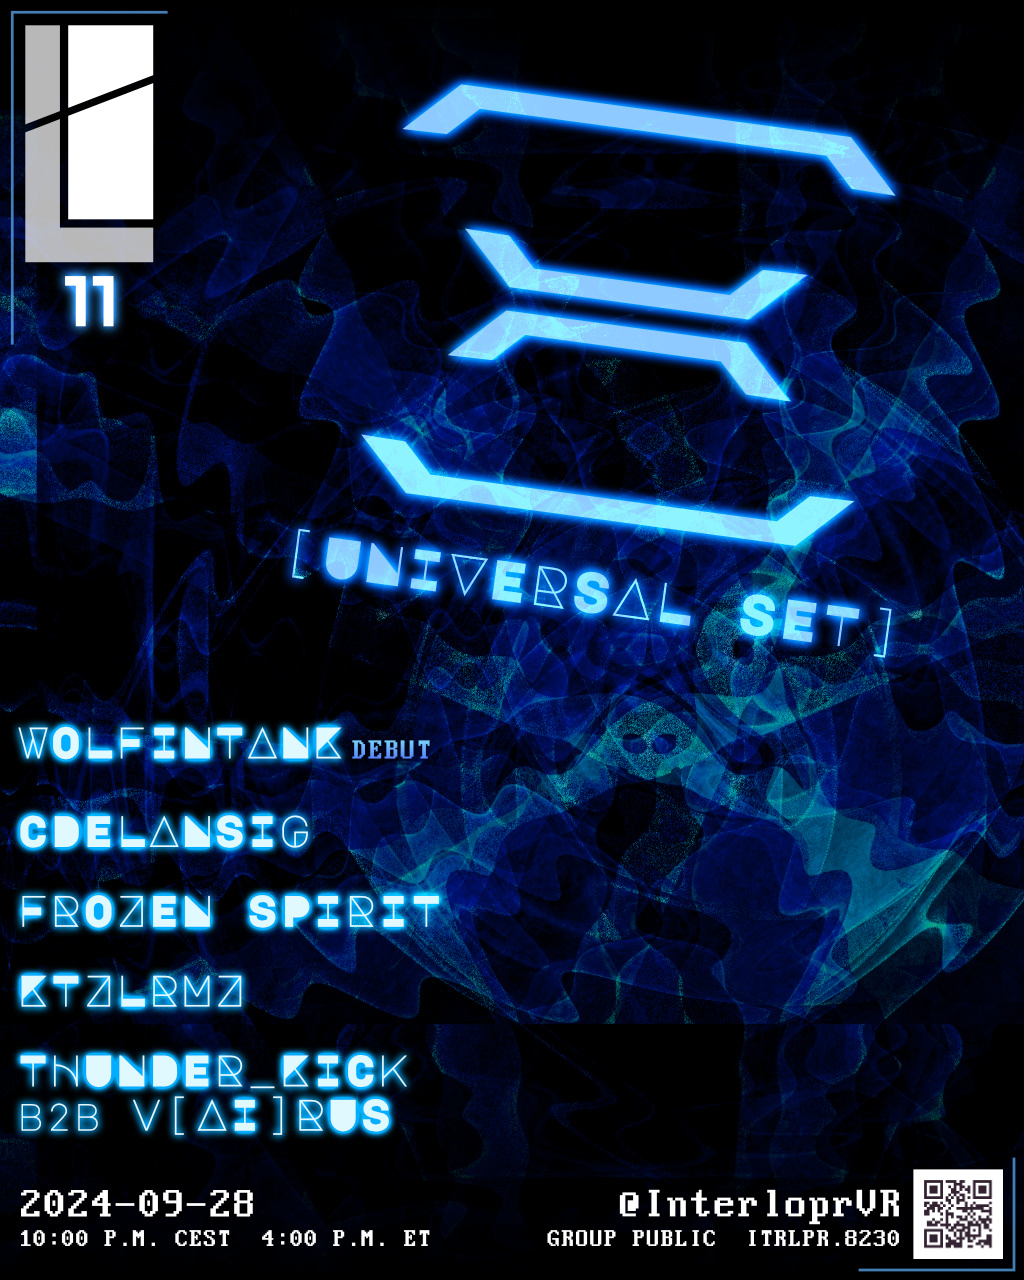 11
[UNIVERSAL SET]
WOLFINTANK DEBUT
CDELANSIG
FROZEN SPIRIT
KTZLRMZ
THUNDER_KICK
B2B V[AI]RUS
2024-09-28
10:00 P.M. CEST 4:00 P.M. ET
@InterloprVR
GROUP PUBLIC ITRLPR.8230